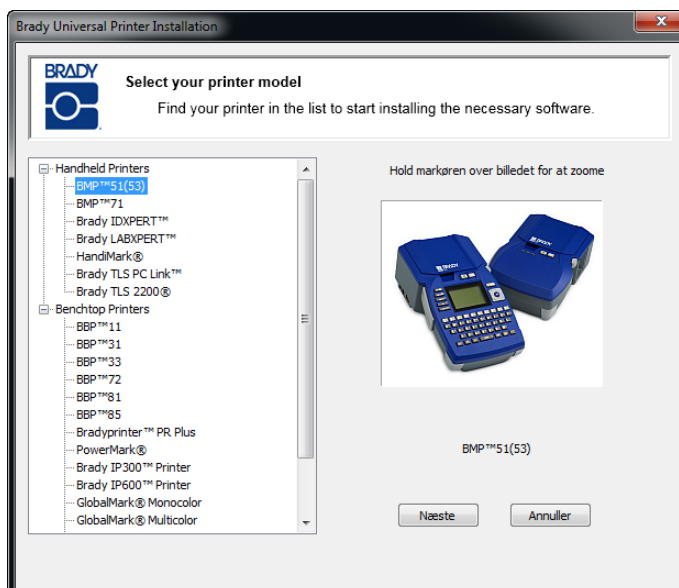 Brady Universal Printer Installation
BRADY
Select your printer model
Find your printer in the list to start installing the necessary software.
Handheld Printers
BMP™51(53)
BMP™71
Brady IDXPERT™
Brady LABXPERT™
HandiMark®
Brady TLS PC Link™
Brady TLS 2200®
Benchtop Printers
BBP™11
BBP™31
BBP™33
BBP™72
BBP™81
BBP™85
Bradyprinter™ PR Plus
PowerMark®
Brady IP300™ Printer
Brady IP600™ Printer
GlobalMark® Monocolor
GlobalMark® Multicolor
Hold markøren over billedet for at zoome
BMP™51(53)
Næste
Annuller